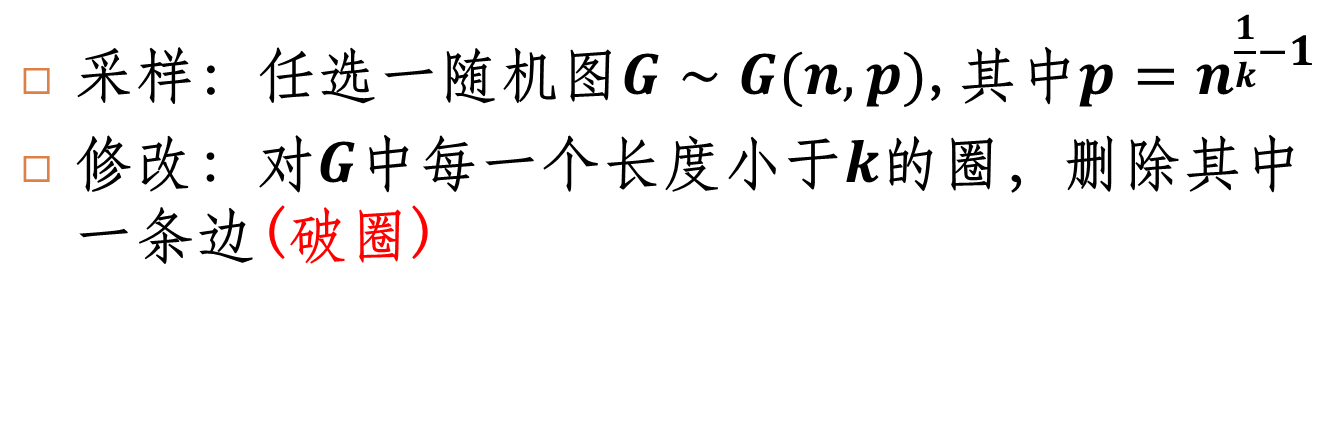 □ 采样：任选一随机图G ~ G(n, p), 其中p = n^{\frac{1}{k}-1}
□ 修改：对G中每一个长度小于k的圈，删除其中
一条边(破圈)